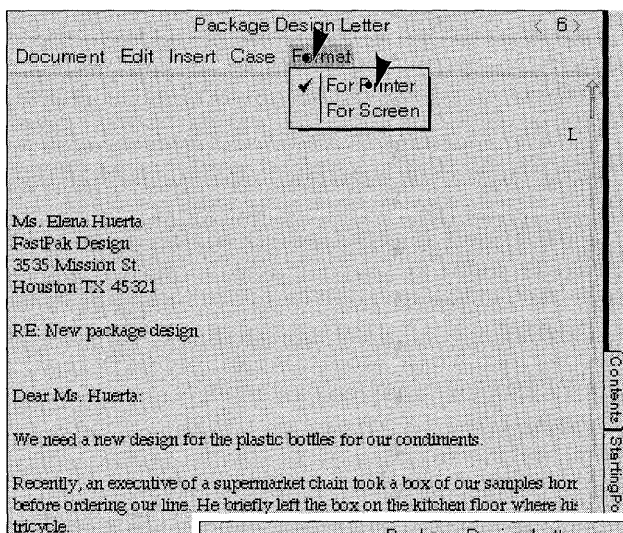 Package Design Letter < 6 >
Document Edit Insert Case Format
✓ For Printer
For Screen
L
Ms. Elena Huerta
FastPak Design
3535 Mission St.
Houston TX 45321
RE: New package design
Dear Ms. Huerta:
We need a new design for the plastic bottles for our condiments.
Recently, an executive of a supermarket chain took a box of our samples hom
before ordering our line. He briefly left the box on the kitchen floor where his
tricycle.
Contents
StartingPo